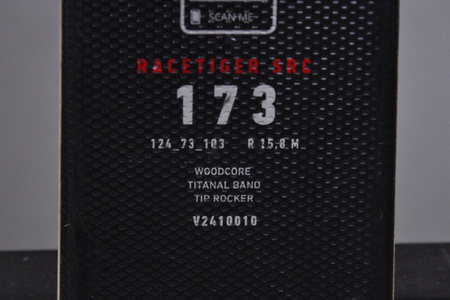 SCAN ME
RACETIGER SRC
173
124_73_103 R 15,8 M
WOODCORE
TITANAL BAND
TIP ROCKER
V2410010